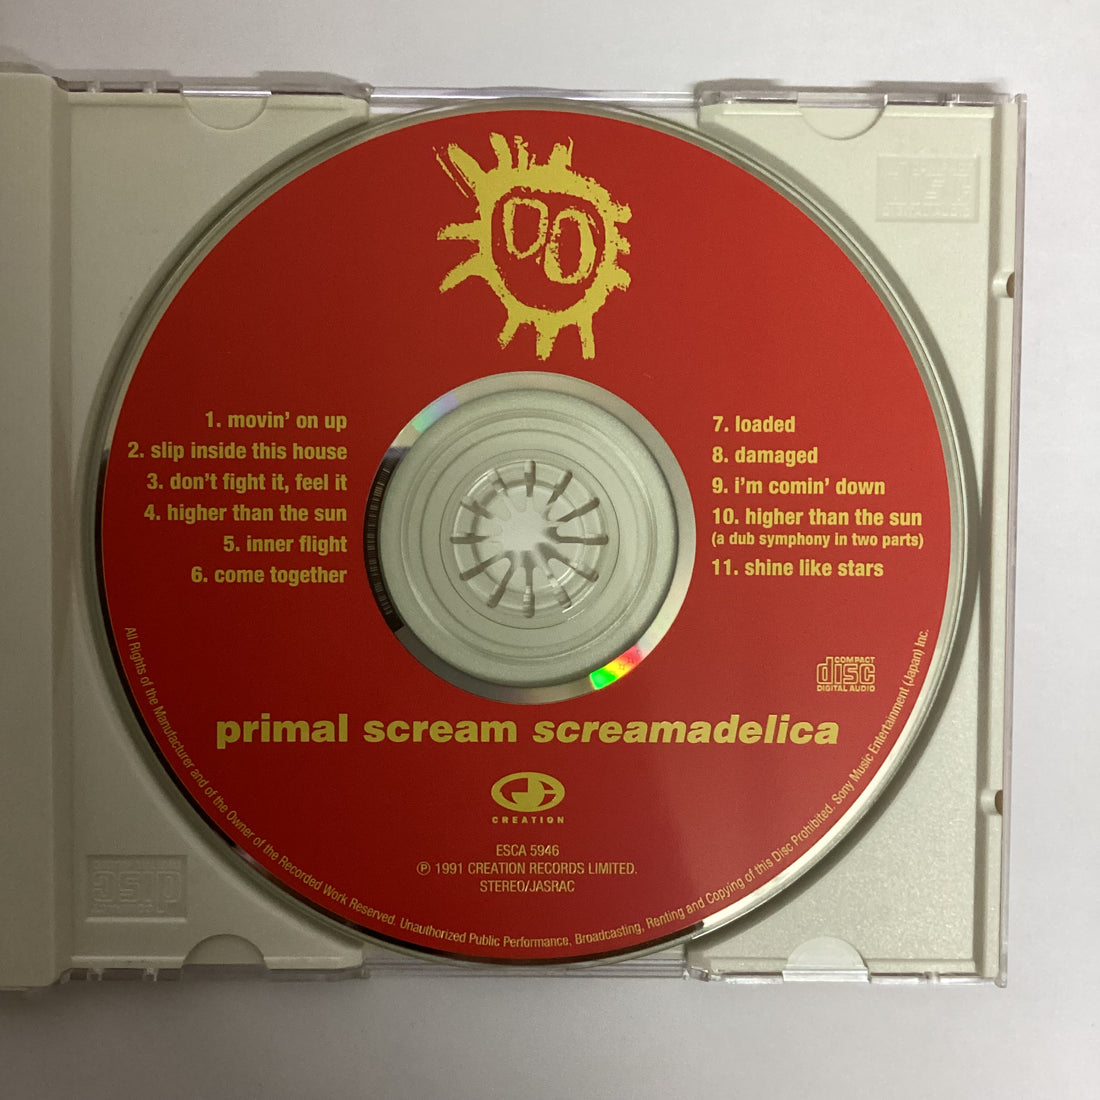 1. movin' on up
2. slip inside this house
3. don't fight it, feel it
4. higher than the sun
5. inner flight
6. come together
7. loaded
8. damaged
9. i'm comin' down
10. higher than the sun
(a dub symphony in two parts)
11. shine like stars
COMPACT
disc
DIGITAL AUDIO
primal scream screamadelica
CREATION
ESCA 5946
℗ 1991 CREATION RECORDS LIMITED.
STEREO/JASRAC
All Rights of the Manufacturer and of the Owner of the Recorded Work Reserved. Unauthorized Public Performance, Broadcasting, Renting and Copying of this Disc Prohibited. Sony Music Entertainment (Japan) Inc.